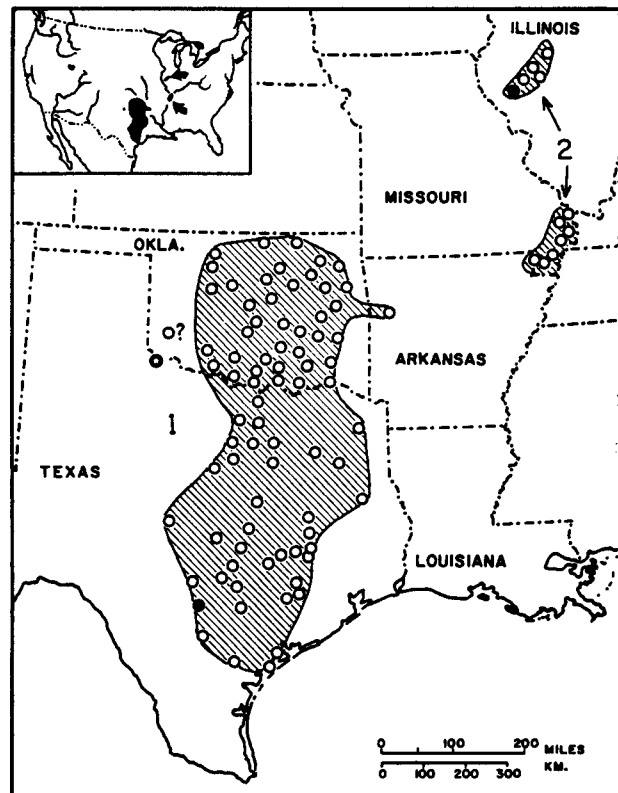 ILLINOIS
2
MISSOURI
OKLA.
?
ARKANSAS
1
TEXAS
LOUISIANA
0 100 200 MILES
0 100 200 300 KM.